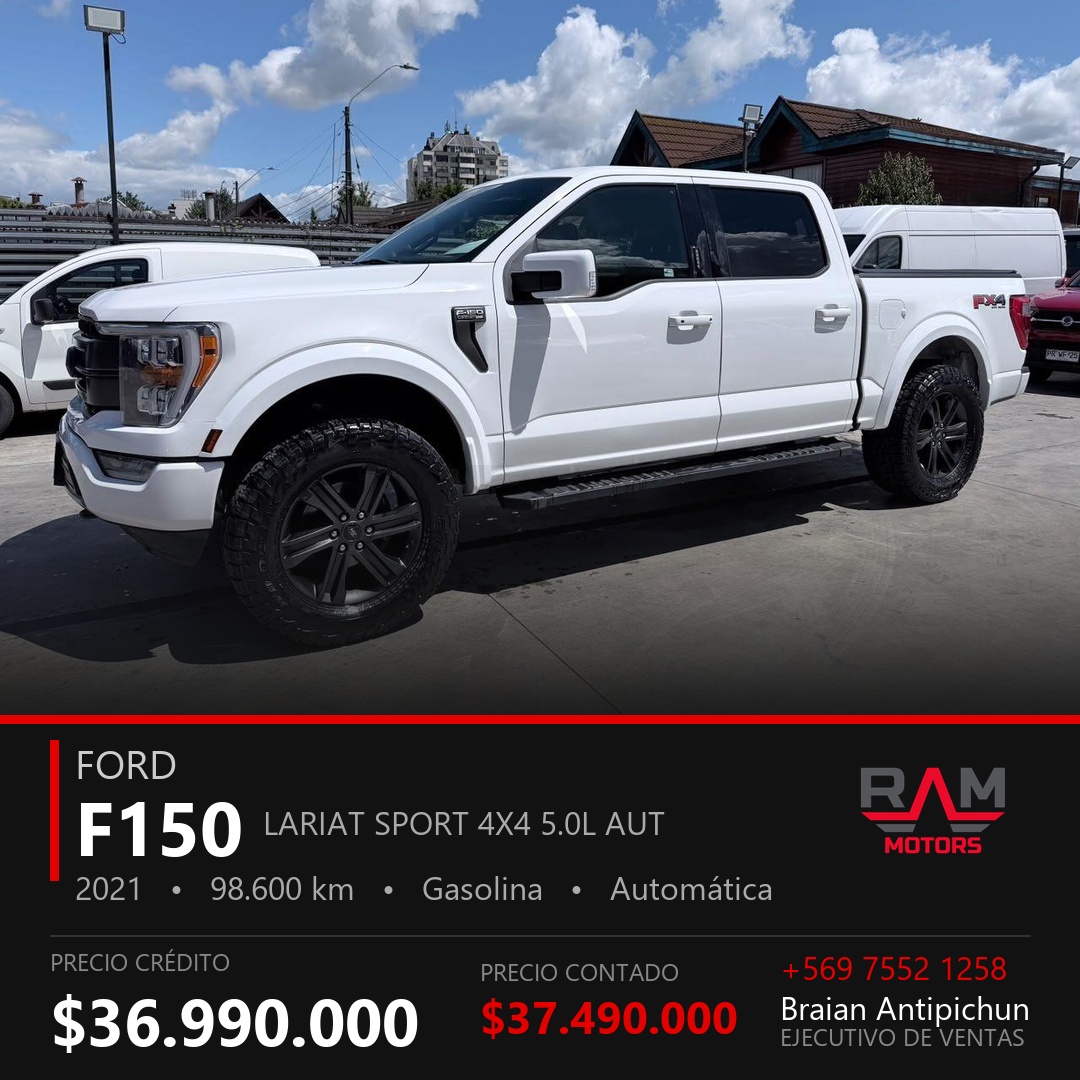 F-150
FX4
FORD
F150 LARIAT SPORT 4X4 5.0L AUT
2021 • 98.600 km • Gasolina • Automática
RAM
MOTORS
PRECIO CRÉDITO
$36.990.000
PRECIO CONTADO
$37.490.000
+569 7552 1258
Braian Antipichun
EJECUTIVO DE VENTAS